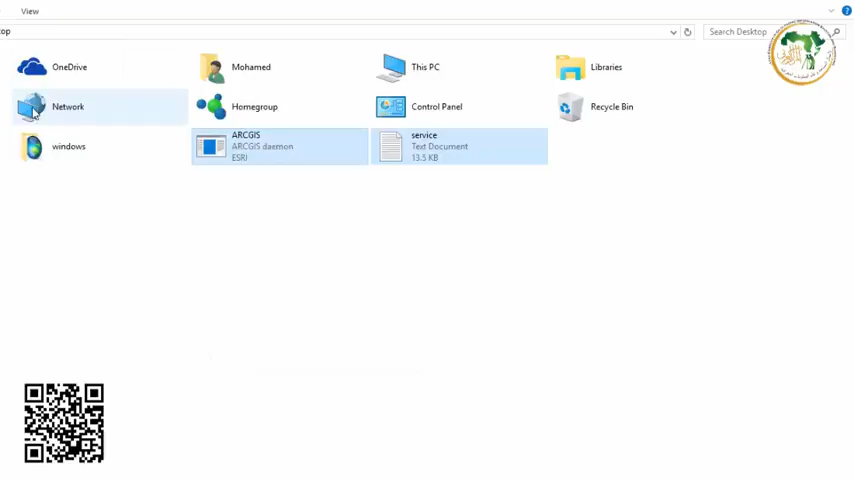 View
top
Search Desktop
OneDrive
Mohamed
This PC
Libraries
Network
Homegroup
Control Panel
Recycle Bin
windows
ARCGIS
ARCGIS daemon
ESRI
service
Text Document
13.5 KB